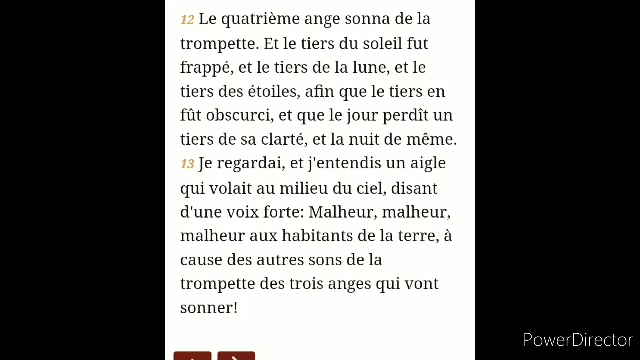 12 Le quatrième ange sonna de la
trompette. Et le tiers du soleil fut
frappé, et le tiers de la lune, et le
tiers des étoiles, afin que le tiers en
fût obscurci, et que le jour perdît un
tiers de sa clarté, et la nuit de même.
13 Je regardai, et j'entendis un aigle
qui volait au milieu du ciel, disant
d'une voix forte: Malheur, malheur,
malheur aux habitants de la terre, à
cause des autres sons de la
trompette des trois anges qui vont
sonner!
PowerDirector